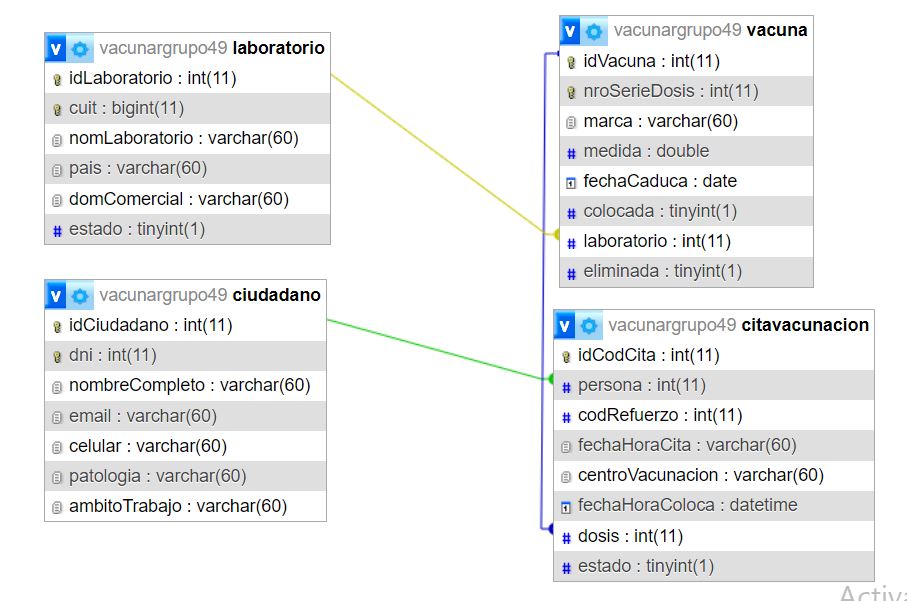 vacunargrupo49 laboratorio
idLaboratorio : int(11)
cuit : bigint(11)
nomLaboratorio : varchar(60)
pais : varchar(60)
domComercial : varchar(60)
# estado : tinyint(1)
vacunargrupo49 ciudadano
idCiudadano : int(11)
dni : int(11)
nombreCompleto : varchar(60)
email : varchar(60)
celular : varchar(60)
patologia : varchar(60)
ambitoTrabajo : varchar(60)
vacunargrupo49 vacuna
idVacuna : int(11)
nroSerieDosis : int(11)
marca : varchar(60)
# medida : double
fechaCaduca : date
# colocada : tinyint(1)
# laboratorio : int(11)
# eliminada : tinyint(1)
vacunargrupo49 citavacunacion
idCodCita : int(11)
# persona : int(11)
# codRefuerzo : int(11)
fechaHoraCita : varchar(60)
centroVacunacion : varchar(60)
fechaHoraColoca : datetime
# dosis : int(11)
# estado : tinyint(1)